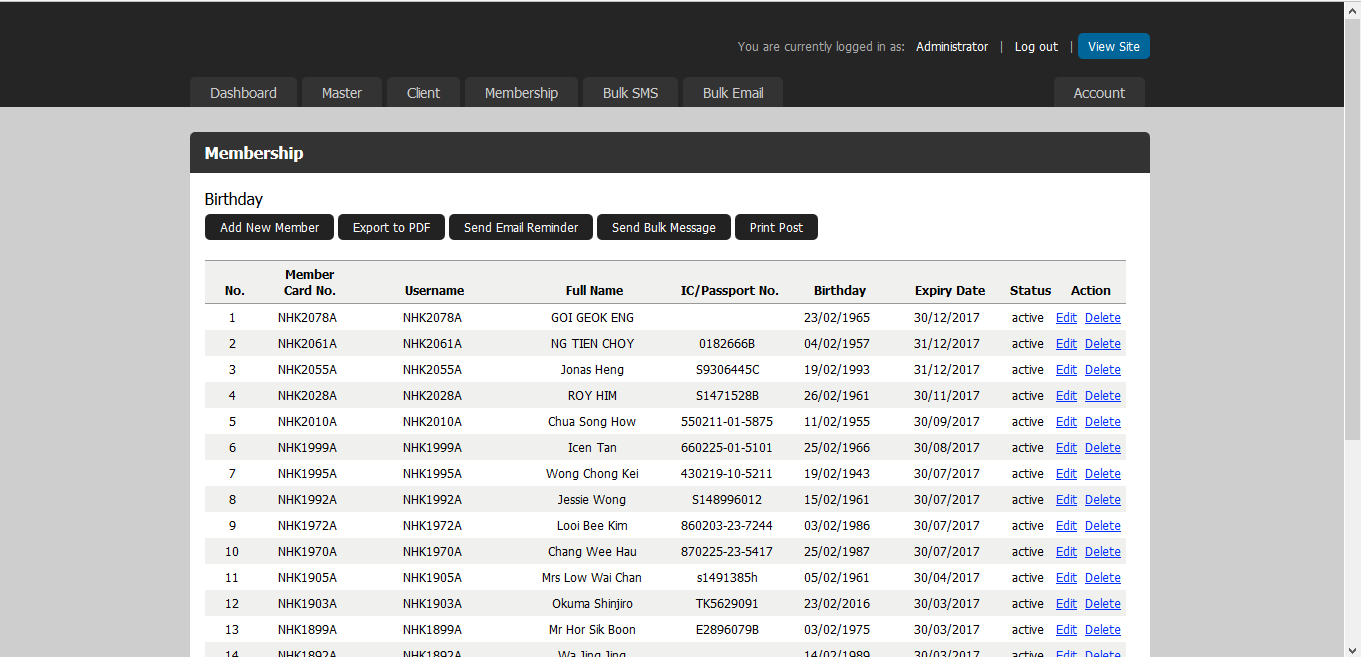 You are currently logged in as: Administrator | Log out | View Site
Dashboard Master Client Membership Bulk SMS Bulk Email Account
Membership
Birthday
Add New Member Export to PDF Send Email Reminder Send Bulk Message Print Post
No. Member Card No. Username Full Name IC/Passport No. Birthday Expiry Date Status Action
1 NHK2078A NHK2078A GOI GEOK ENG 23/02/1965 30/12/2017 active Edit Delete
2 NHK2061A NHK2061A NG TIEN CHOY 0182666B 04/02/1957 31/12/2017 active Edit Delete
3 NHK2055A NHK2055A Jonas Heng S9306445C 19/02/1993 31/12/2017 active Edit Delete
4 NHK2028A NHK2028A ROY HIM S1471528B 26/02/1961 30/11/2017 active Edit Delete
5 NHK2010A NHK2010A Chua Song How 550211-01-5875 11/02/1955 30/09/2017 active Edit Delete
6 NHK1999A NHK1999A Icen Tan 660225-01-5101 25/02/1966 30/08/2017 active Edit Delete
7 NHK1995A NHK1995A Wong Chong Kei 430219-10-5211 19/02/1943 30/07/2017 active Edit Delete
8 NHK1992A NHK1992A Jessie Wong S148996012 15/02/1961 30/07/2017 active Edit Delete
9 NHK1972A NHK1972A Looi Bee Kim 860203-23-7244 03/02/1986 30/07/2017 active Edit Delete
10 NHK1970A NHK1970A Chang Wee Hau 870225-23-5417 25/02/1987 30/07/2017 active Edit Delete
11 NHK1905A NHK1905A Mrs Low Wai Chan s1491385h 05/02/1961 30/04/2017 active Edit Delete
12 NHK1903A NHK1903A Okuma Shinjiro TK5629091 23/02/2016 30/03/2017 active Edit Delete
13 NHK1899A NHK1899A Mr Hor Sik Boon E2896079B 03/02/1975 30/03/2017 active Edit Delete
14 NHK1892A NHK1892A Wa Jing Jing 14/02/1989 30/03/2017 active Edit Delete